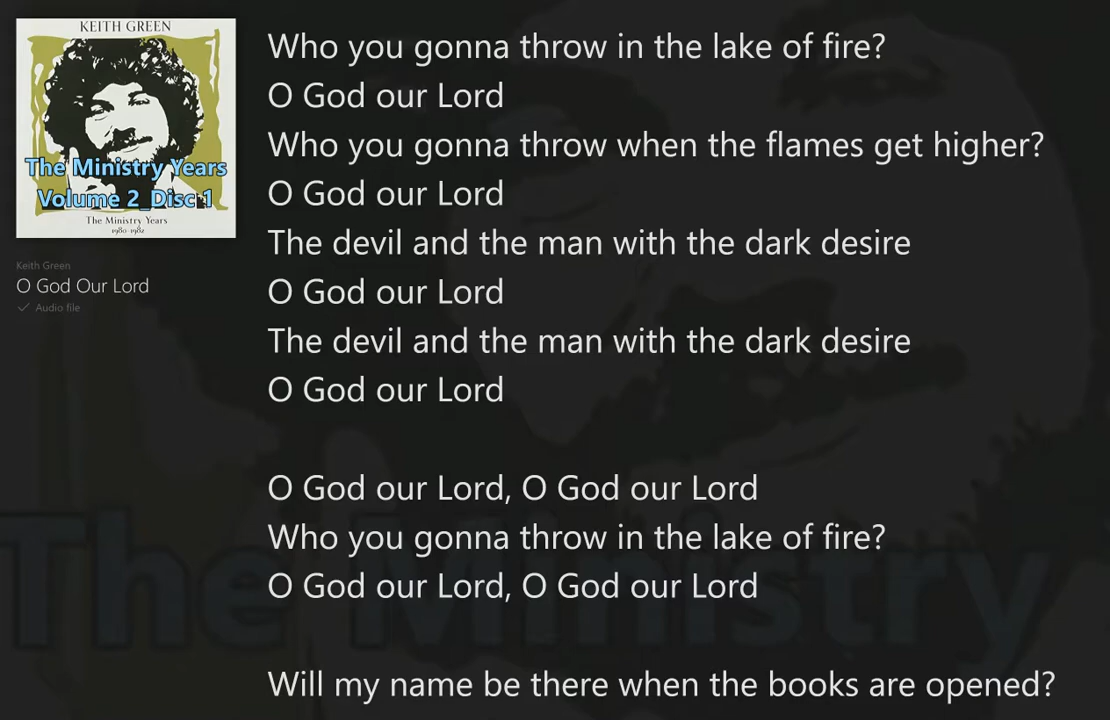 KEITH GREEN
The Ministry Years
Volume 2_Disc 1
The Ministry Years
1980-1982
Keith Green
O God Our Lord
Audio file
Who you gonna throw in the lake of fire?
O God our Lord
Who you gonna throw when the flames get higher?
O God our Lord
The devil and the man with the dark desire
O God our Lord
The devil and the man with the dark desire
O God our Lord
O God our Lord, O God our Lord
Who you gonna throw in the lake of fire?
O God our Lord, O God our Lord
Will my name be there when the books are opened?
The Ministry